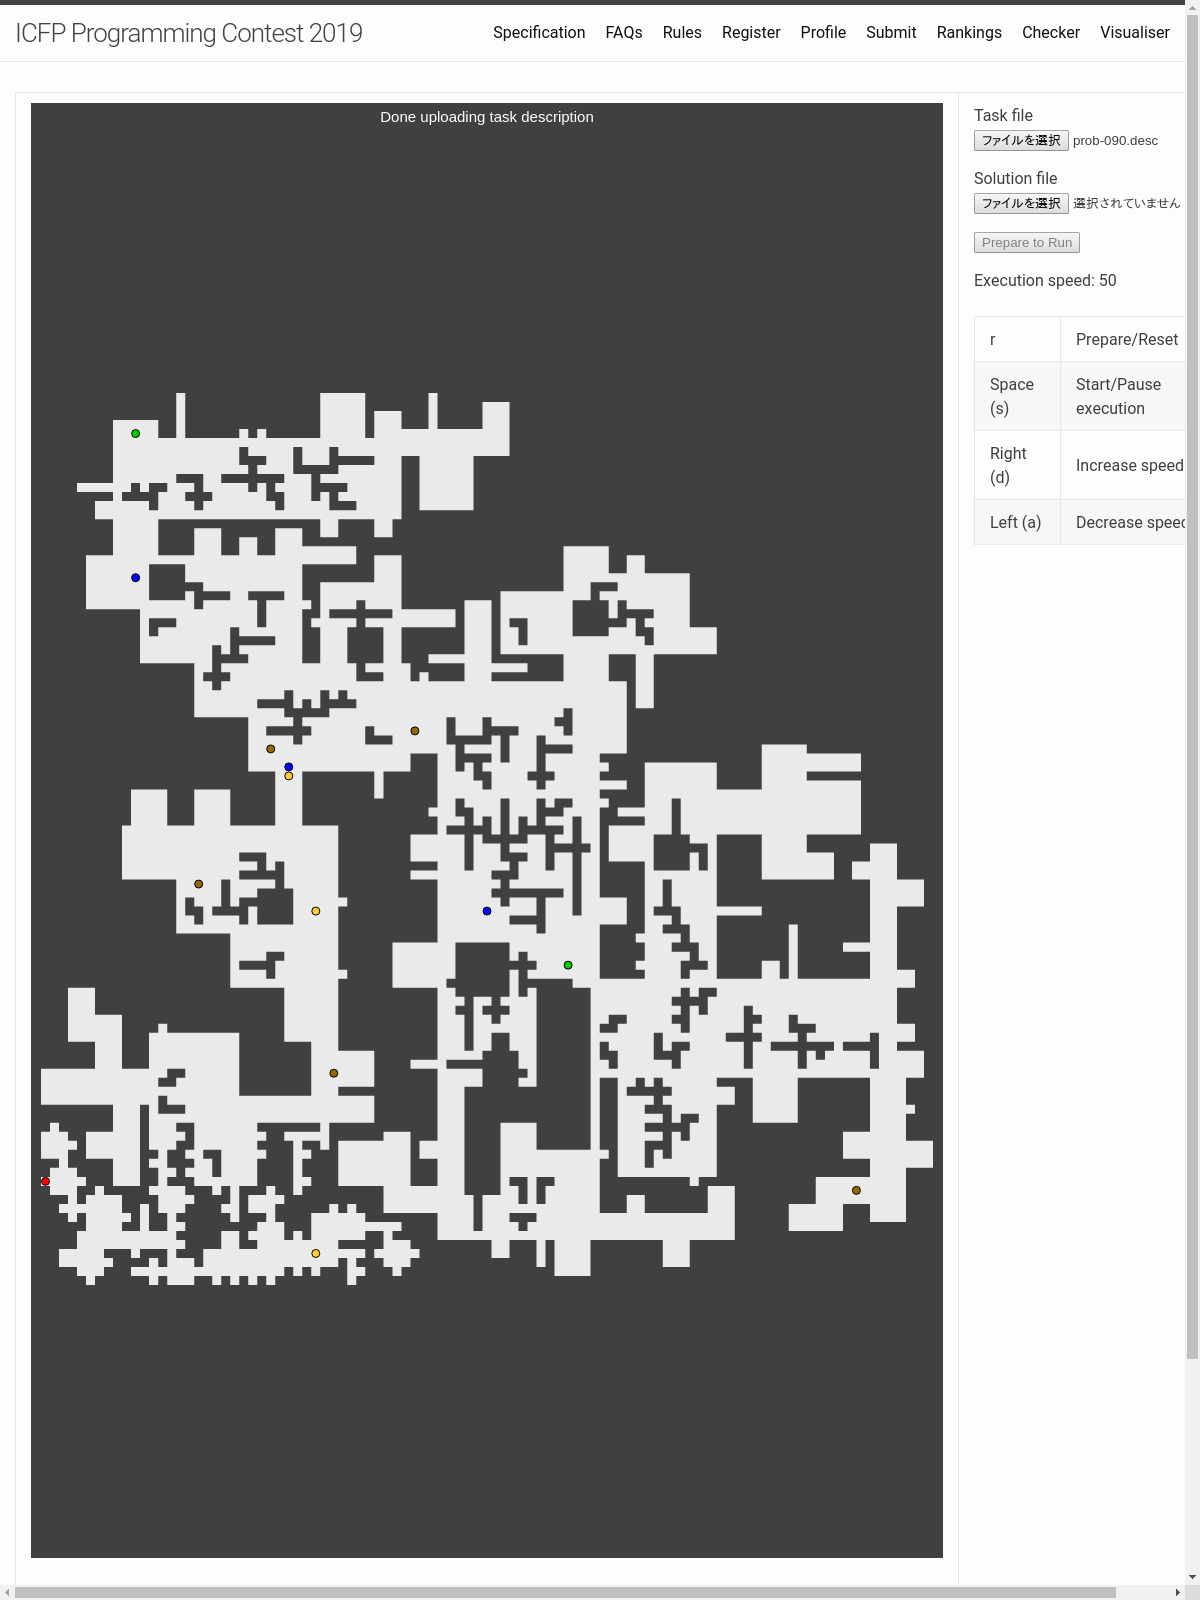 ICFP Programming Contest 2019
Specification FAQs Rules Register Profile Submit Rankings Checker Visualiser
Done uploading task description
Task file
ファイルを選択 prob-090.desc
Solution file
ファイルを選択 選択されていません
Prepare to Run
Execution speed: 50
r Prepare/Reset
Space (s) Start/Pause execution
Right (d) Increase speed
Left (a) Decrease speed